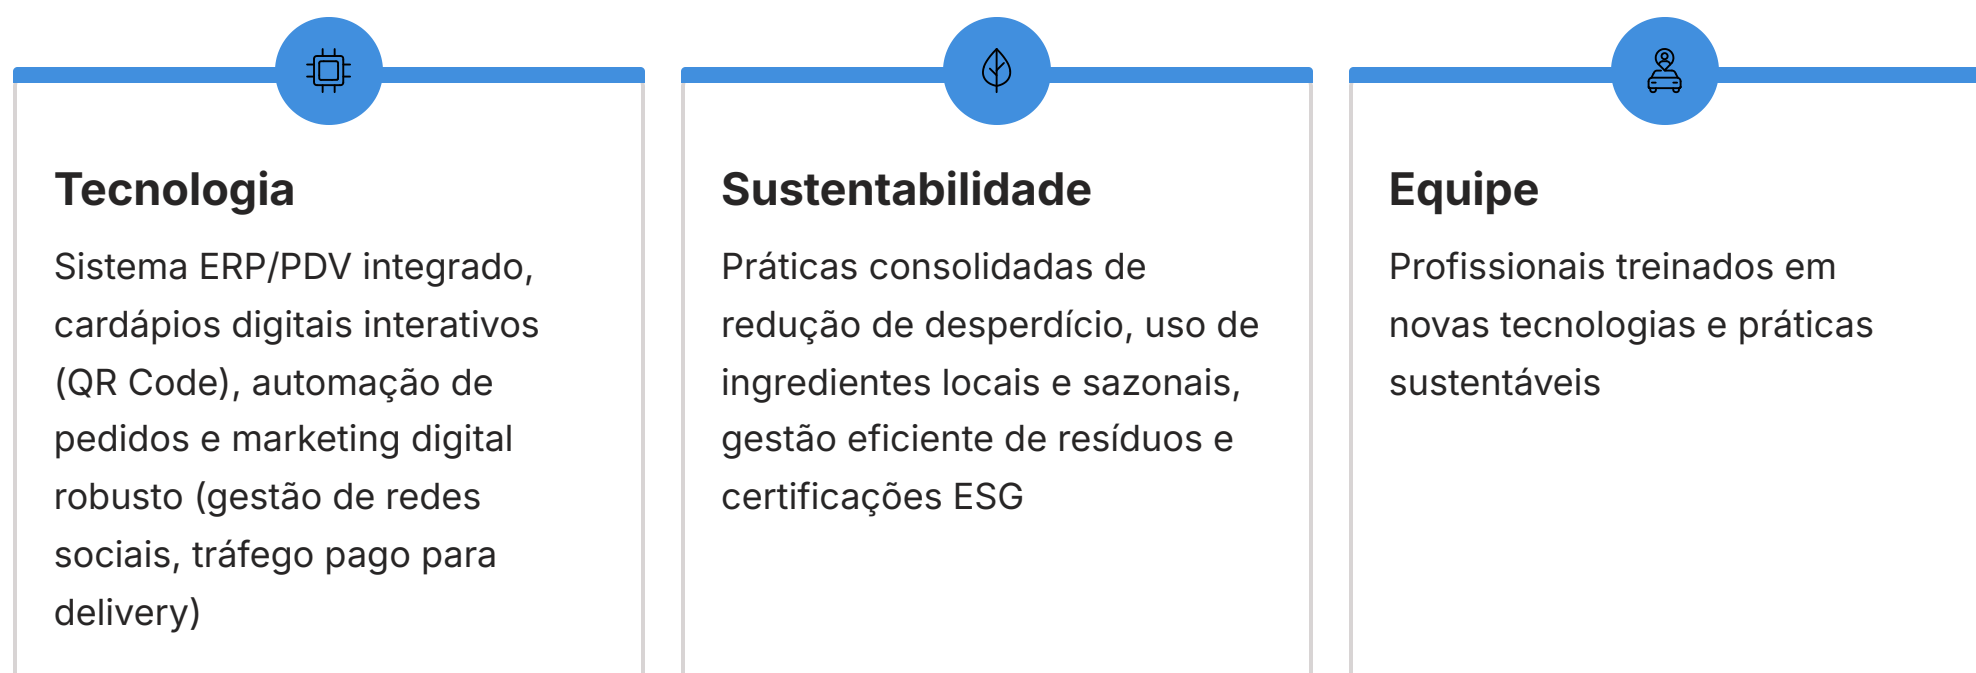 Tecnologia
Sistema ERP/PDV integrado,
cardápios digitais interativos
(QR Code), automação de
pedidos e marketing digital
robusto (gestão de redes
sociais, tráfego pago para
delivery)
Sustentabilidade
Práticas consolidadas de
redução de desperdício, uso de
ingredientes locais e sazonais,
gestão eficiente de resíduos e
certificações ESG
Equipe
Profissionais treinados em
novas tecnologias e práticas
sustentáveis